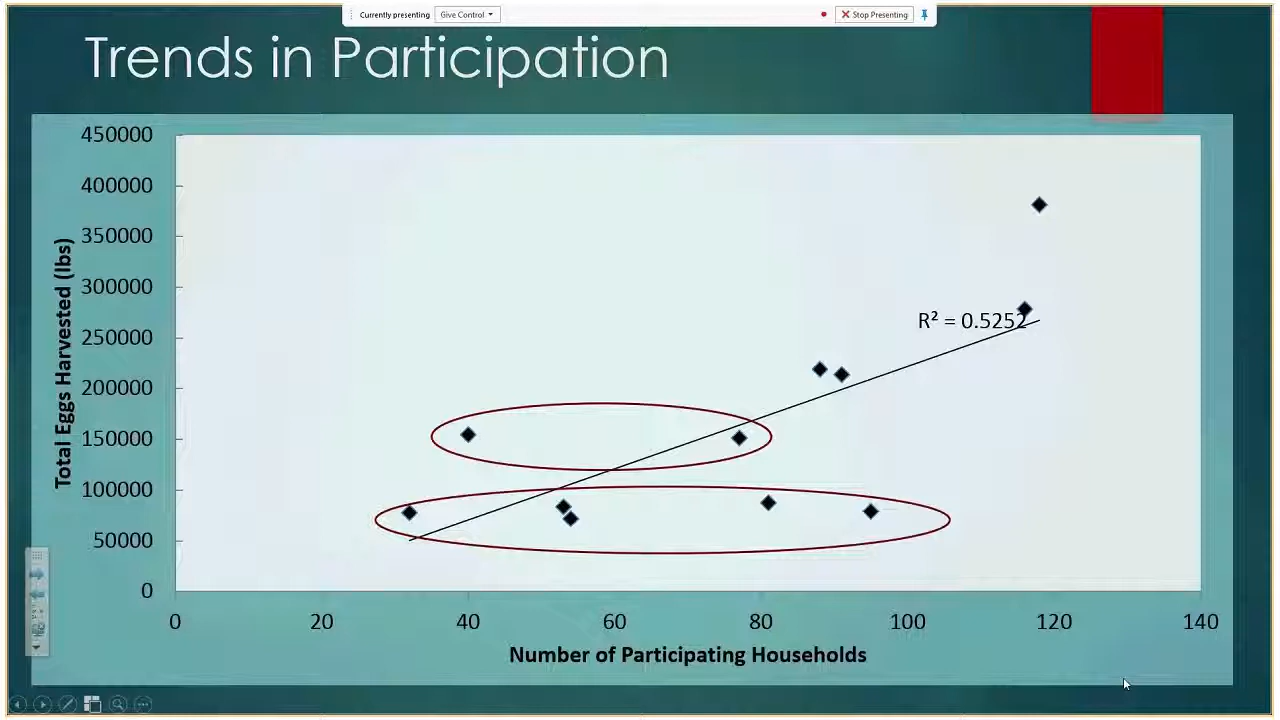 Currently presenting
Give Control
Stop Presenting
Trends in Participation
450000
400000
350000
300000
250000
200000
150000
100000
50000
0
Total Eggs Harvested (lbs)
R² = 0.5252
0 20 40 60 80 100 120 140
Number of Participating Households